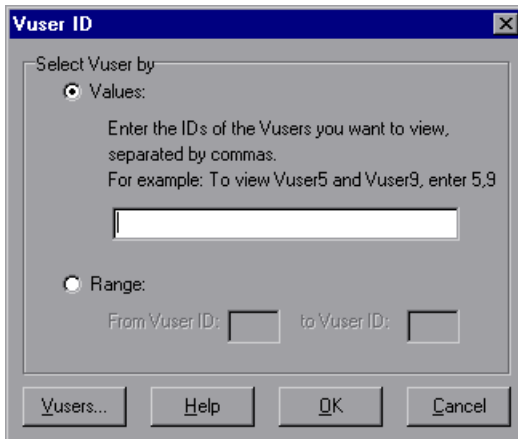 Vuser ID
Select Vuser by
Values:
Enter the IDs of the Vusers you want to view,
separated by commas.
For example: To view Vuser5 and Vuser9, enter 5,9
Range:
From Vuser ID: to Vuser ID:
Vusers... Help OK Cancel